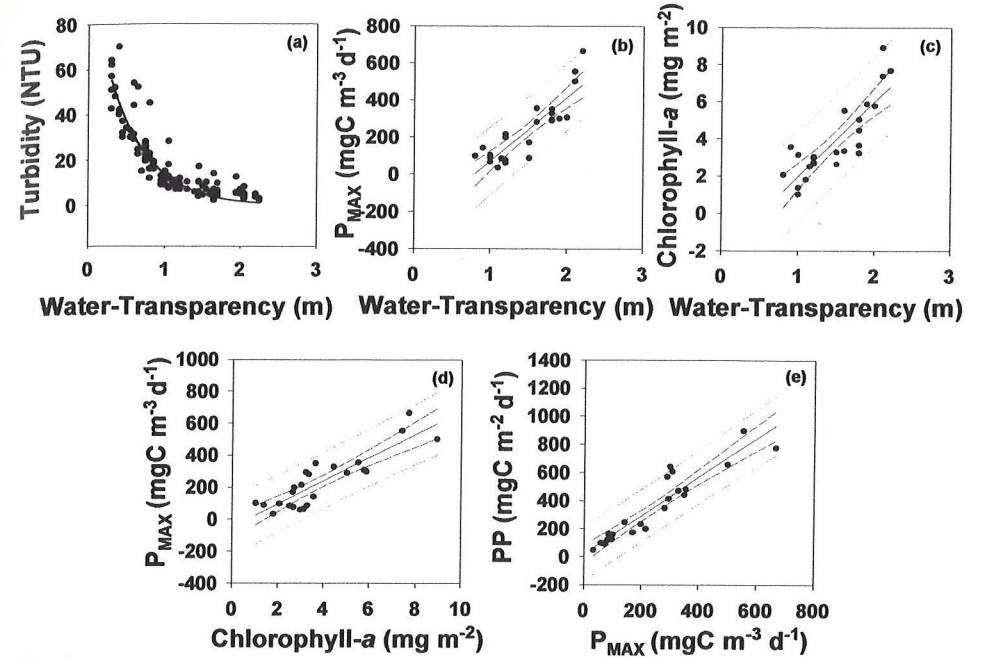 (a)
Turbidity (NTU)
80
60
40
20
0
0 1 2 3
Water-Transparency (m)
(b)
P_MAX (mgC m⁻³ d⁻¹)
800
600
400
200
0
-200
-400
0 1 2 3
Water-Transparency (m)
(c)
Chlorophyll-a (mg m⁻²)
10
8
6
4
2
0
-2
0 1 2 3
Water-Transparency (m)
(d)
P_MAX (mgC m⁻³ d⁻¹)
1000
800
600
400
200
0
-200
-400
0 2 4 6 8 10
Chlorophyll-a (mg m⁻²)
(e)
PP (mgC m⁻² d⁻¹)
1400
1200
1000
800
600
400
200
0
-200
0 200 400 600 800
P_MAX (mgC m⁻³ d⁻¹)